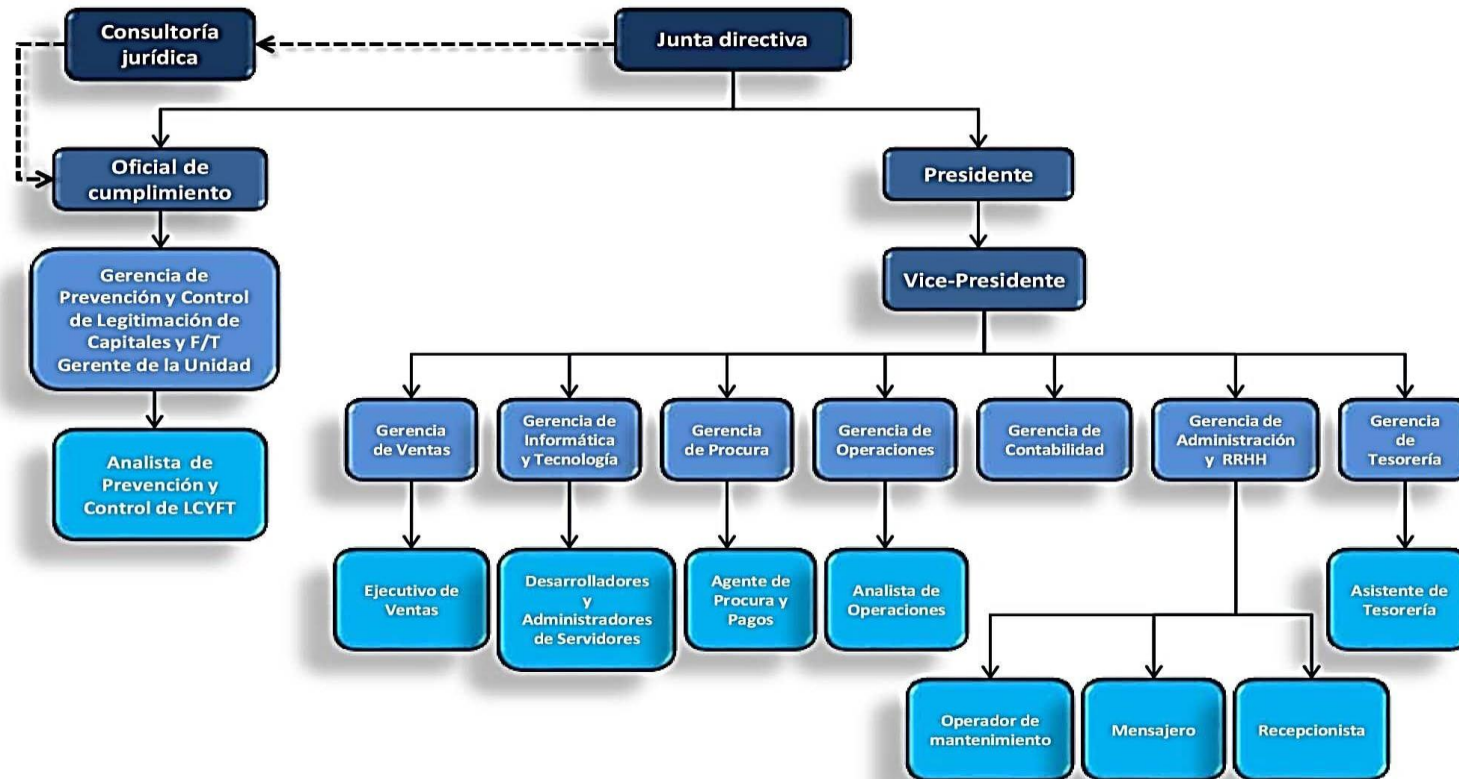 Consultoría
jurídica
Junta directiva
Oficial de
cumplimiento
Presidente
Gerencia de
Prevención y Control
de Legitimación de
Capitales y F/T
Gerente de la Unidad
Vice-Presidente
Gerencia
de Ventas
Gerencia de
Informática
y Tecnología
Gerencia
de Procura
Gerencia de
Operaciones
Gerencia de
Contabilidad
Gerencia de
Administración
y RRHH
Gerencia
de
Tesorería
Analista de
Prevención y
Control de LCYFT
Ejecutivo de
Ventas
Desarrolladores
y
Administradores
de Servidores
Agente de
Procura y
Pagos
Analista de
Operaciones
Asistente de
Tesorería
Operador de
mantenimiento
Mensajero
Recepcionista